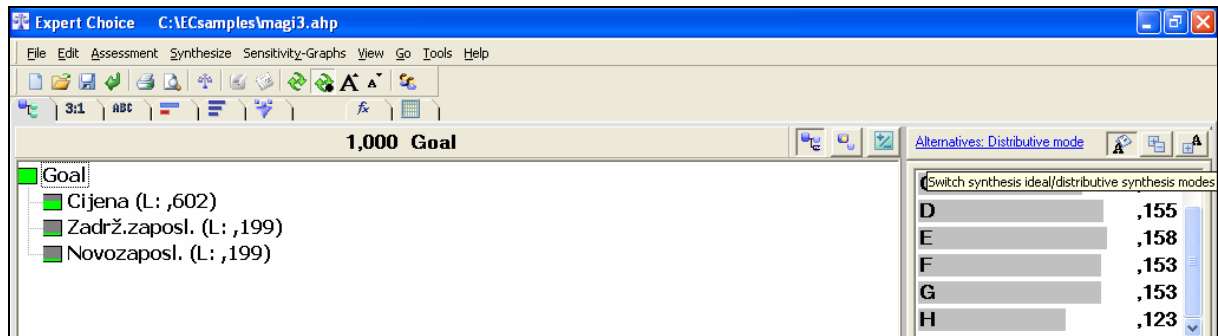 Expert Choice C:\ECsamples\magi3.ahp
File Edit Assessment Synthesize Sensitivity-Graphs View Go Tools Help
A A
3:1 ABC fx
1,000 Goal
Alternatives: Distributive mode A A
Goal
Switch synthesis ideal/distributive synthesis modes
Cijena (L: ,602)
D ,155
Zadrž.zaposl. (L: ,199)
E ,158
Novozaposl. (L: ,199)
F ,153
G ,153
H ,123